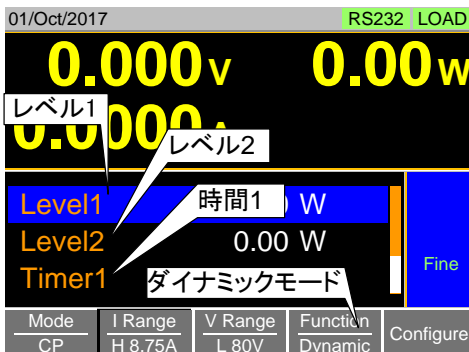 01/Oct/2017 RS232 LOAD
0.000 V 0.00 W
レベル1
0.000
レベル2
Level1 時間1 W
Level2 0.00 W
Timer1 ダイナミックモード Fine
Mode I Range V Range Function Configure
CP H 8.75A L 80V Dynamic